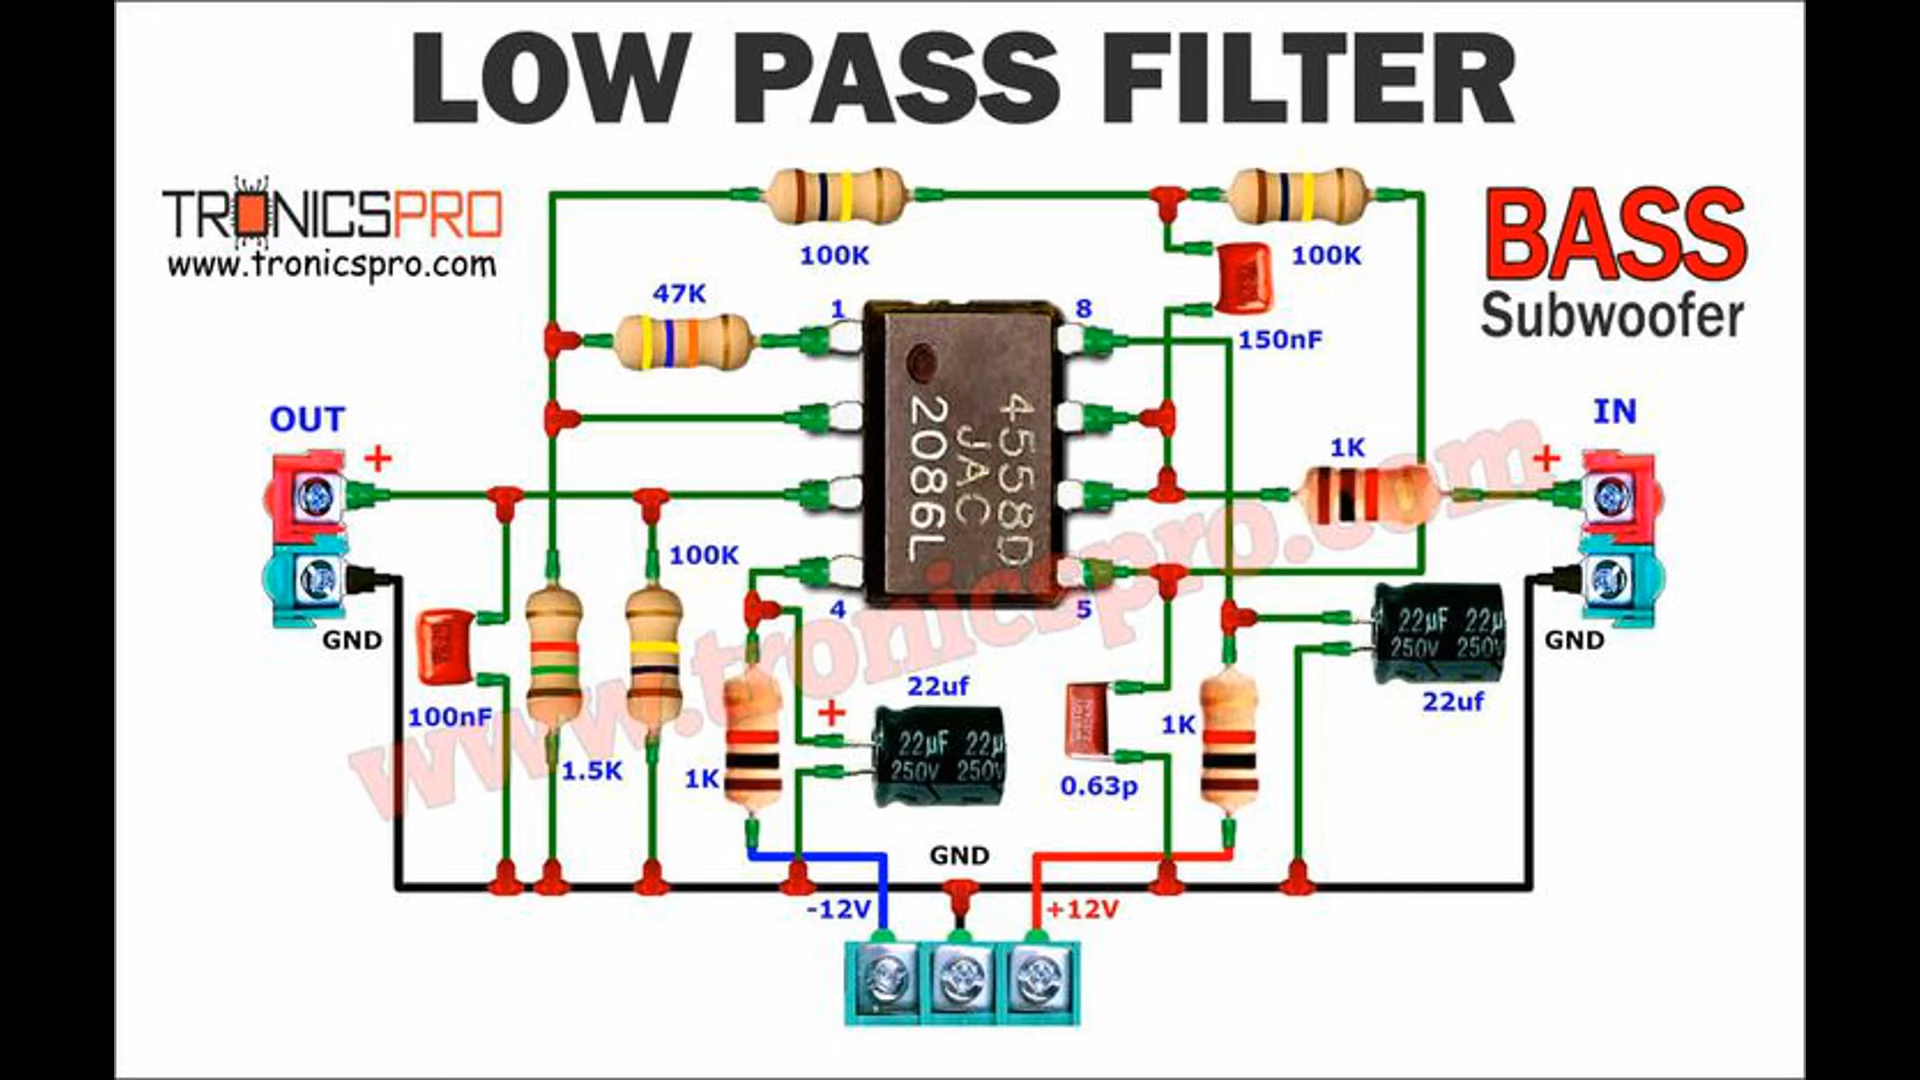 LOW PASS FILTER
TRONICSPRO
www.tronicspro.com
BASS
Subwoofer
100K
100K
47K
1
8
150nF
4558D
JAC
2086L
OUT
+
IN
+
1K
100K
4
5
GND
GND
22µF 22µ
250V 250V
22uf
100nF
1.5K
1K
+
22uf
22µF 22µ
250V 250V
1K
0.63p
GND
-12V
+12V
www.tronicspro.com